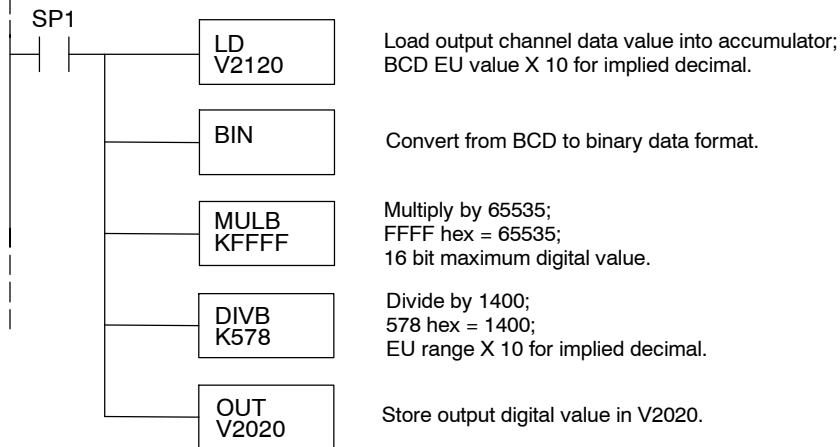 SP1
LD
V2120
Load output channel data value into accumulator;
BCD EU value X 10 for implied decimal.
BIN
Convert from BCD to binary data format.
MULB
KFFFF
Multiply by 65535;
FFFF hex = 65535;
16 bit maximum digital value.
DIVB
K578
Divide by 1400;
578 hex = 1400;
EU range X 10 for implied decimal.
OUT
V2020
Store output digital value in V2020.